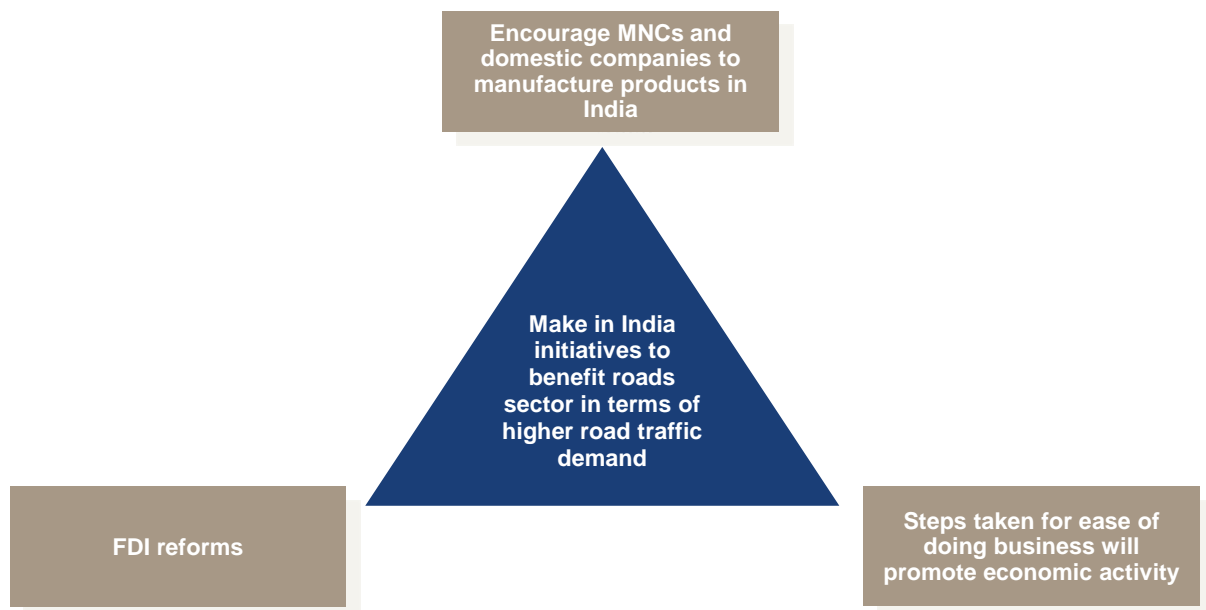 Encourage MNCs and
domestic companies to
manufacture products in
India
Make in India
initiatives to
benefit roads
sector in terms of
higher road traffic
demand
FDI reforms
Steps taken for ease of
doing business will
promote economic activity